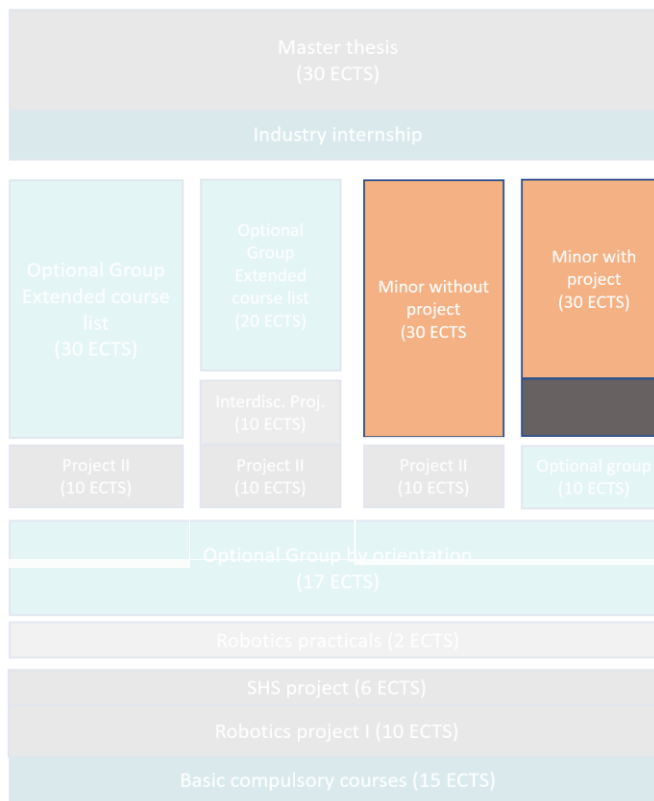 Master thesis
(30 ECTS)
Industry internship
Optional Group
Extended course
list
(30 ECTS)
Optional
Group
Extended
course list
(20 ECTS)
Interdisc. Proj.
(10 ECTS)
Minor without
project
(30 ECTS
Minor with
project
(30 ECTS)
Project II
(10 ECTS)
Project II
(10 ECTS)
Project II
(10 ECTS)
Optional group
(10 ECTS)
Optional Group by orientation
(17 ECTS)
Robotics practicals (2 ECTS)
SHS project (6 ECTS)
Robotics project I (10 ECTS)
Basic compulsory courses (15 ECTS)